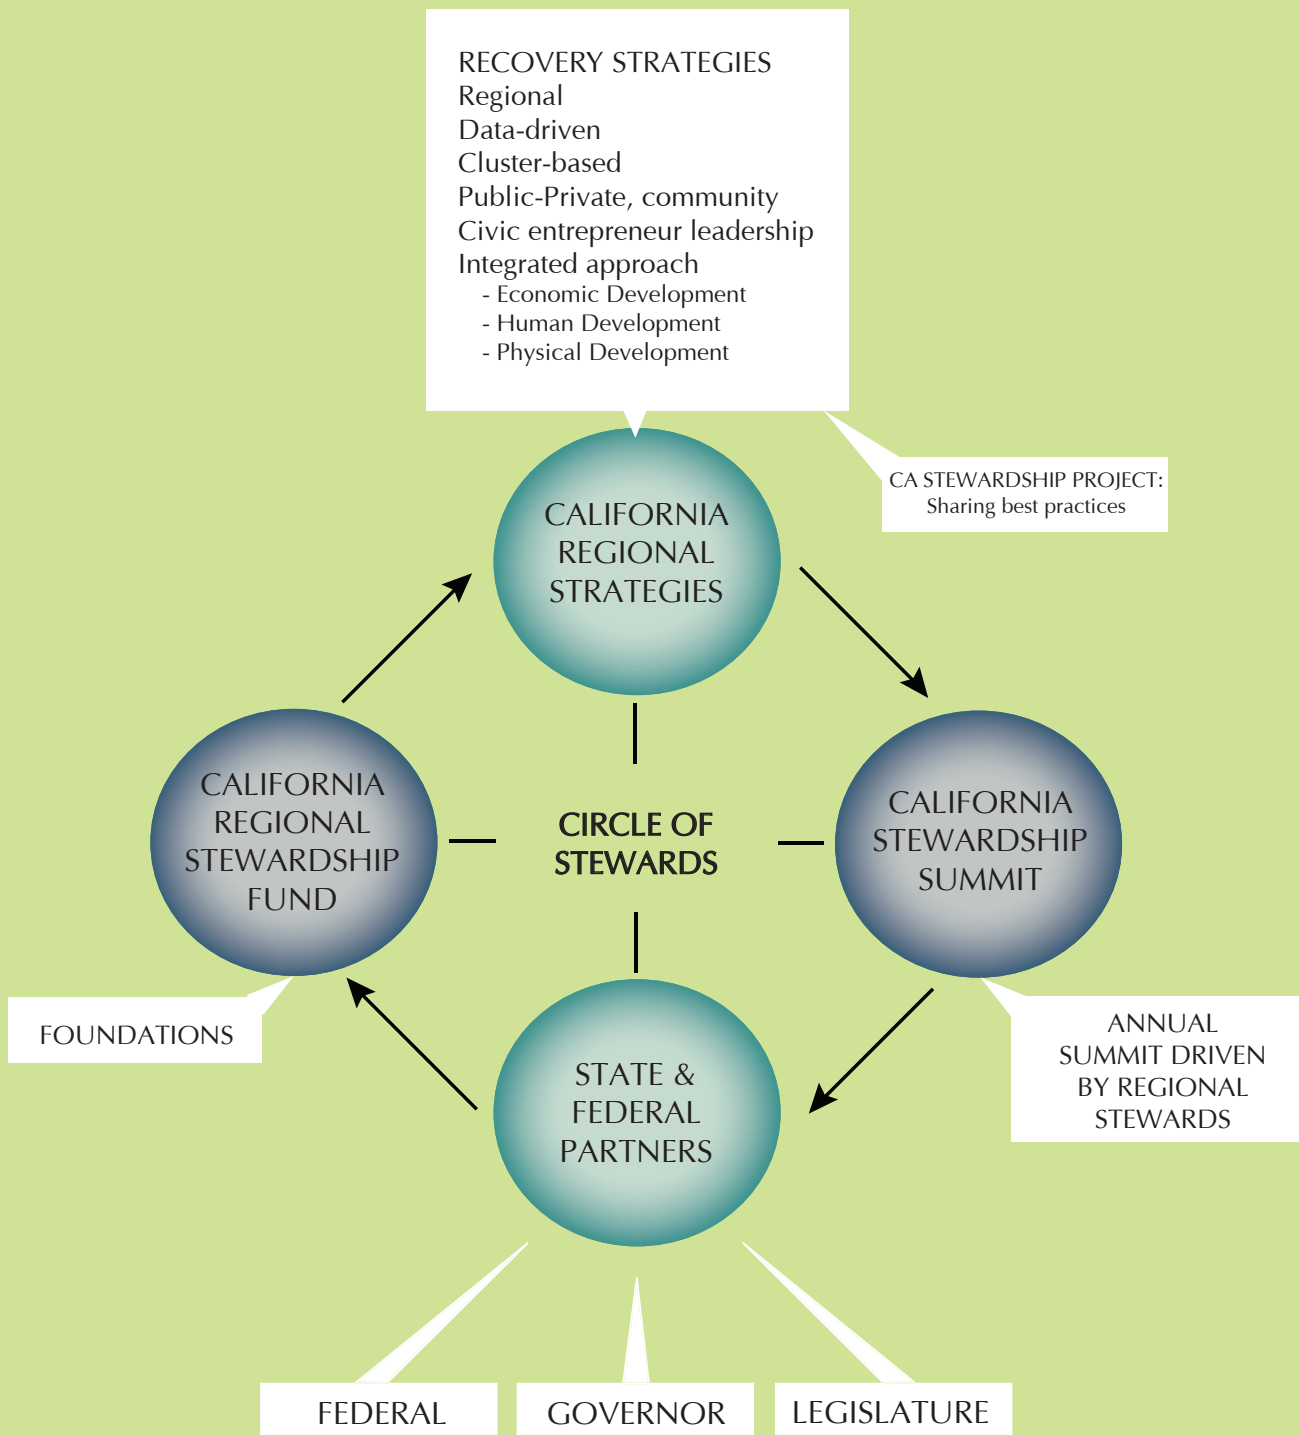 RECOVERY STRATEGIES
Regional
Data-driven
Cluster-based
Public-Private, community
Civic entrepreneur leadership
Integrated approach
- Economic Development
- Human Development
- Physical Development
CA STEWARDSHIP PROJECT:
Sharing best practices
CALIFORNIA
REGIONAL
STRATEGIES
CALIFORNIA
REGIONAL
STEWARDSHIP
FUND
CIRCLE OF
STEWARDS
CALIFORNIA
STEWARDSHIP
SUMMIT
FOUNDATIONS
ANNUAL
SUMMIT DRIVEN
BY REGIONAL
STEWARDS
STATE &
FEDERAL
PARTNERS
FEDERAL
GOVERNOR
LEGISLATURE